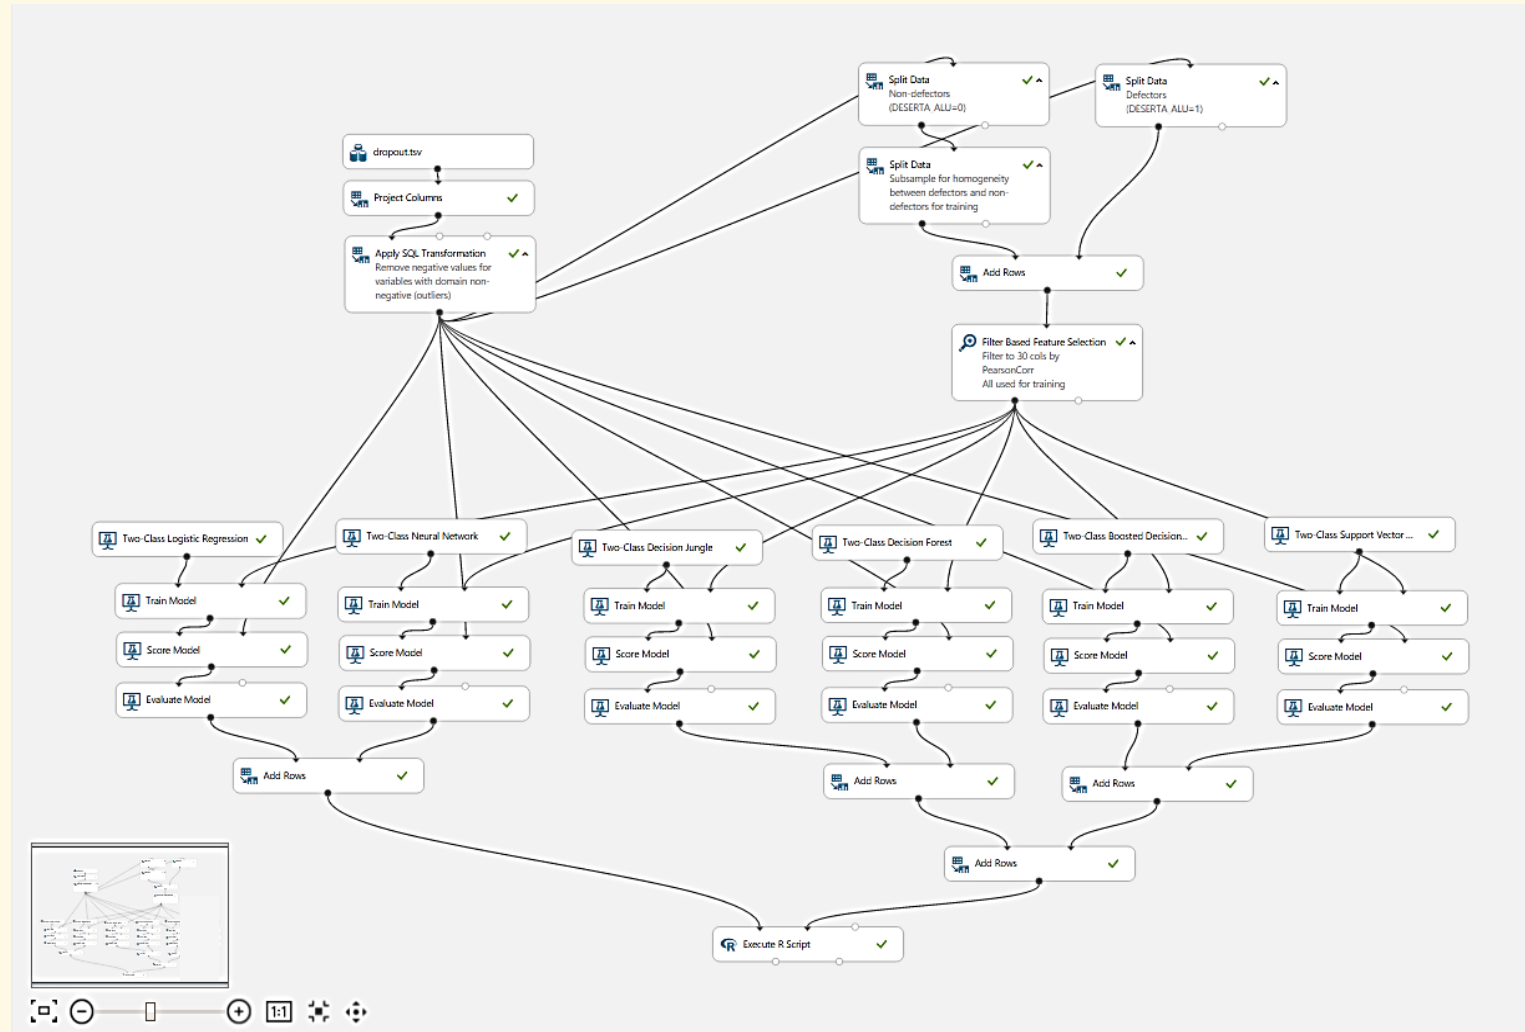 Split Data
Non-defectors
(DESERTA_ALU=0)
Split Data
Defectors
(DESERTA_ALU=1)
dropout.tsv
Project Columns
Apply SQL Transformation
Remove negative values for
variables with domain non-
negative (outliers)
Split Data
Subsample for homogeneity
between defectors and non-
defectors for training
Add Rows
Filter Based Feature Selection
Filter to 30 cols by
PearsonCorr
All used for training
Two-Class Logistic Regression
Two-Class Neural Network
Two-Class Decision Jungle
Two-Class Decision Forest
Two-Class Boosted Decision...
Two-Class Support Vector ...
Train Model
Train Model
Train Model
Train Model
Train Model
Train Model
Score Model
Score Model
Score Model
Score Model
Score Model
Score Model
Evaluate Model
Evaluate Model
Evaluate Model
Evaluate Model
Evaluate Model
Evaluate Model
Add Rows
Add Rows
Add Rows
Add Rows
Execute R Script
1:1